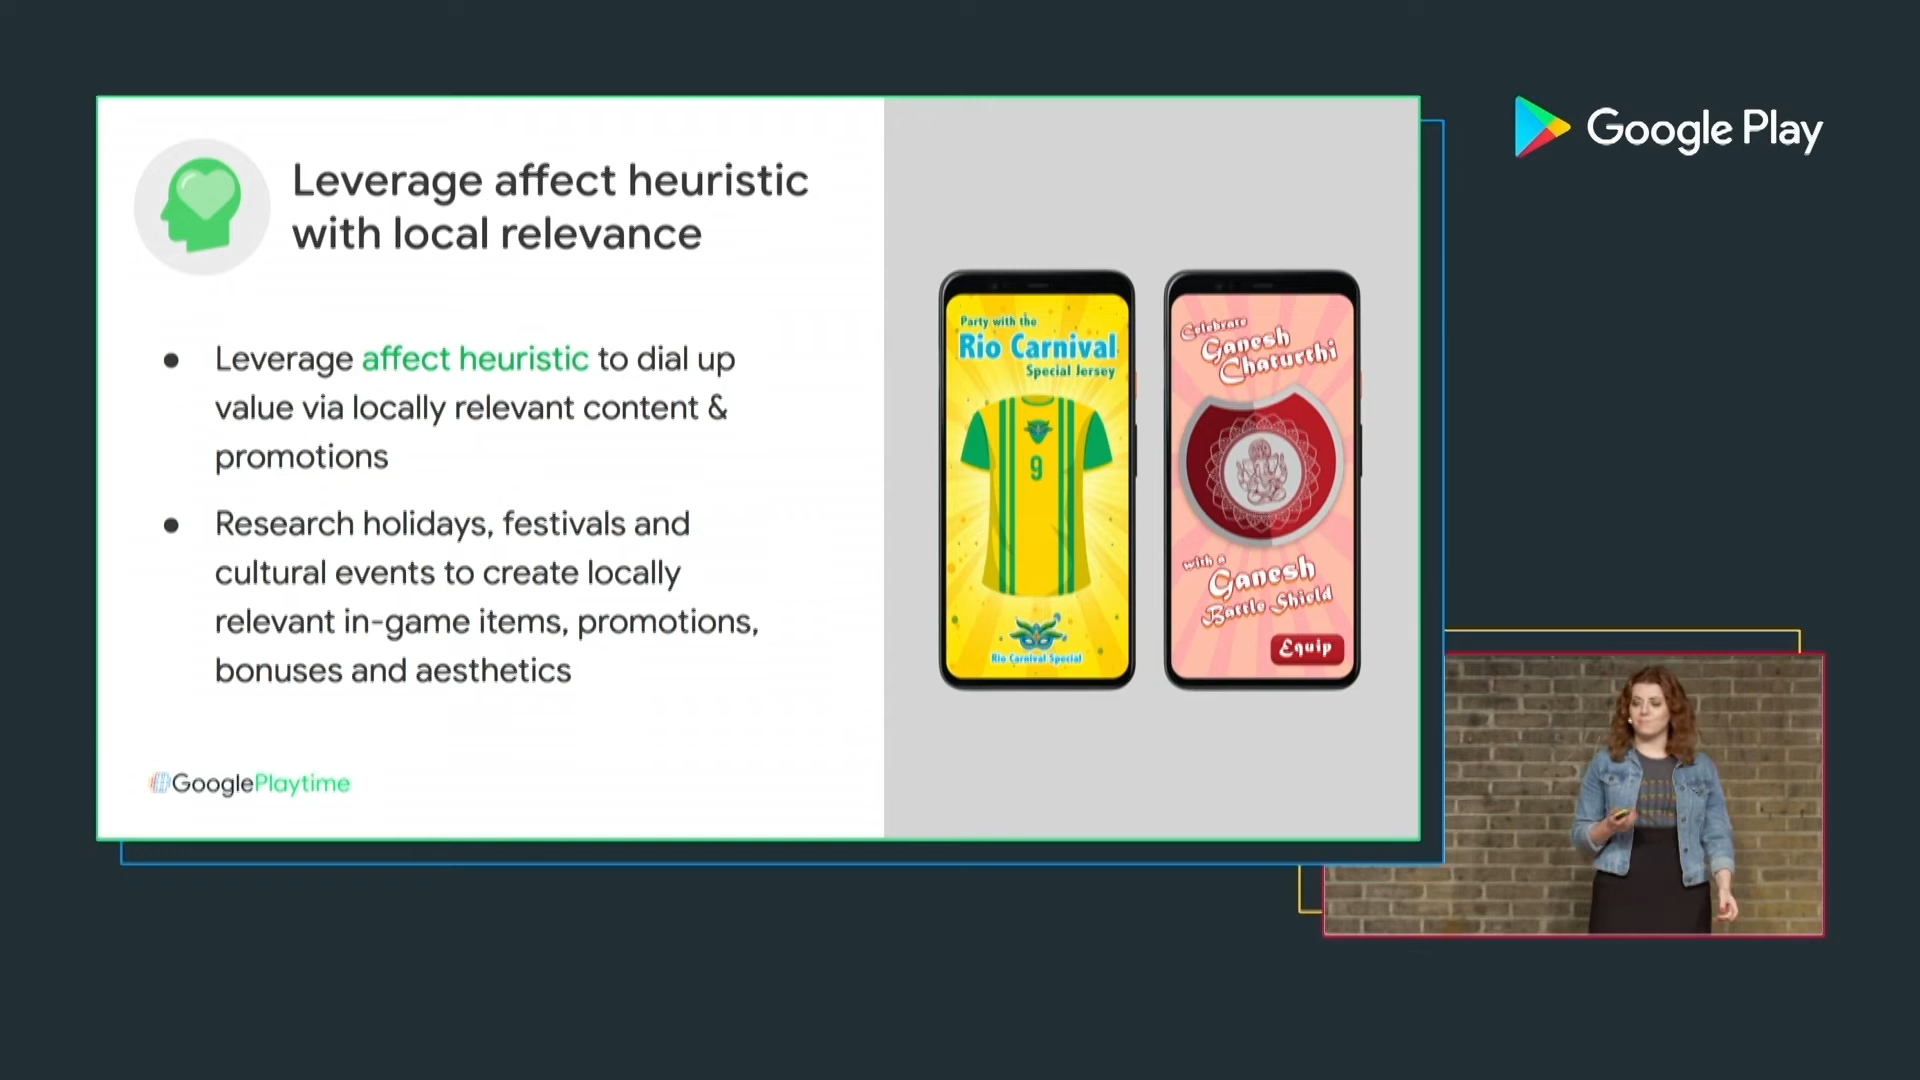 Google Play
Leverage affect heuristic
with local relevance
● Leverage affect heuristic to dial up
value via locally relevant content &
promotions
● Research holidays, festivals and
cultural events to create locally
relevant in-game items, promotions,
bonuses and aesthetics
GooglePlaytime
Party with the
Rio Carnival
Special Jersey
9
Rio Carnival Special
Celebrate
Ganesh
Chaturthi
with a
Ganesh
Battle Shield
Equip